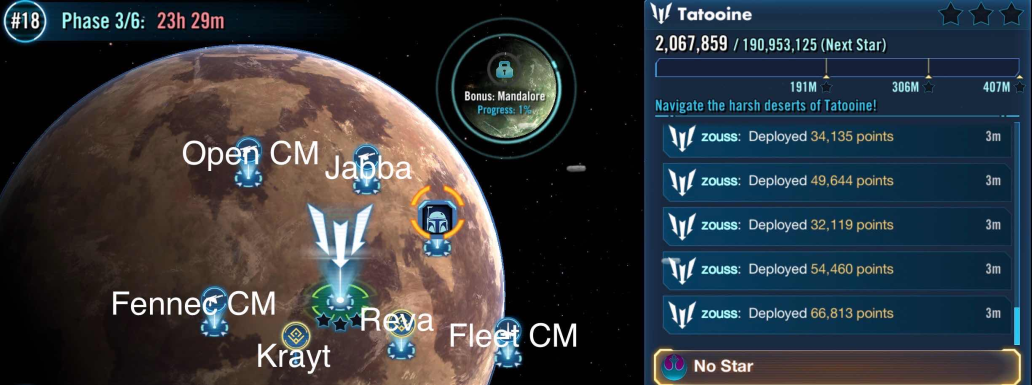 #18
Phase 3/6: 23h 29m
Bonus: Mandalore
Progress: 1%
Open CM
Jabba
Fennec CM
Reva
Krayt
Fleet CM
Tatooine
2,067,859 / 190,953,125 (Next Star)
191M
306M
407M
Navigate the harsh deserts of Tatooine!
zouss: Deployed 34,135 points 3m
zouss: Deployed 49,644 points 3m
zouss: Deployed 32,119 points 3m
zouss: Deployed 54,460 points 3m
zouss: Deployed 66,813 points 3m
No Star